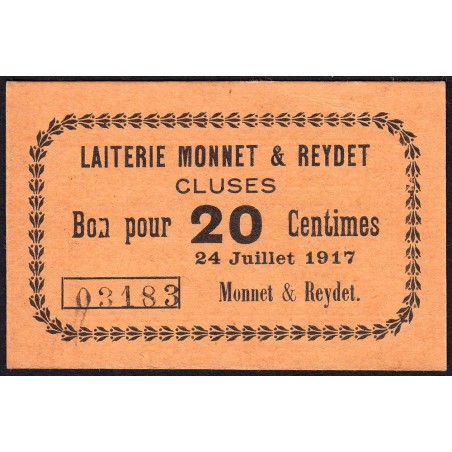 LAITERIE MONNET & REYDET
CLUSES
Bon pour 20 Centimes
24 Juillet 1917
03183 Monnet & Reydet.